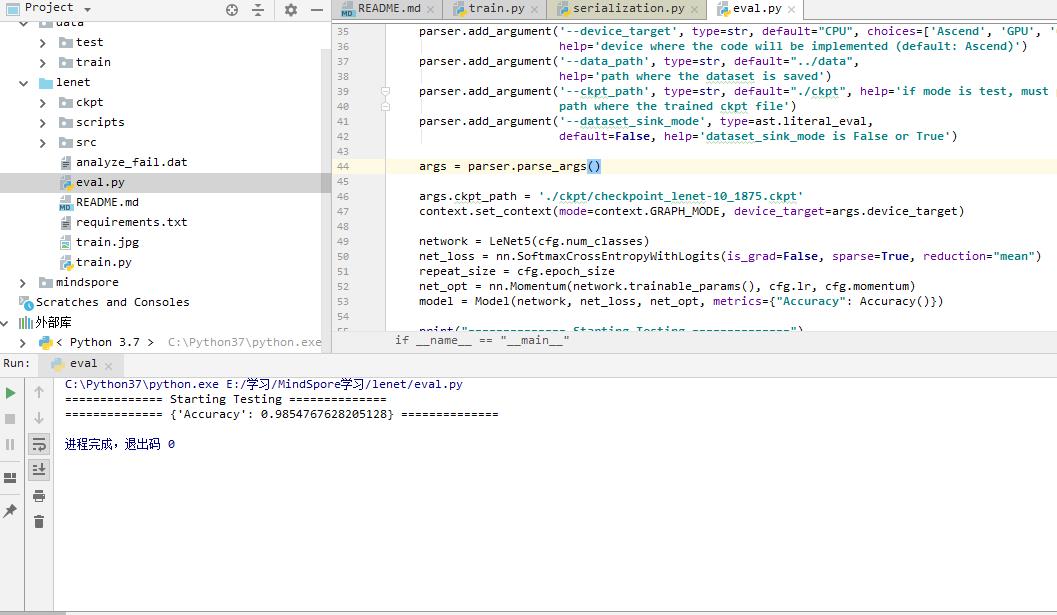 Project
data
test
train
lenet
ckpt
scripts
src
analyze_fail.dat
eval.py
README.md
requirements.txt
train.jpg
train.py
mindspore
Scratches and Consoles
外部库
< Python 3.7 > C:\Python37\python.exe
README.md train.py serialization.py eval.py
35 parser.add_argument('--device_target', type=str, default="CPU", choices=['Ascend', 'GPU',
36 help='device where the code will be implemented (default: Ascend)')
37 parser.add_argument('--data_path', type=str, default="../data",
38 help='path where the dataset is saved')
39 parser.add_argument('--ckpt_path', type=str, default="./ckpt", help='if mode is test, must
40 path where the trained ckpt file')
41 parser.add_argument('--dataset_sink_mode', type=ast.literal_eval,
42 default=False, help='dataset_sink_mode is False or True')
43
44 args = parser.parse_args()
45
46 args.ckpt_path = './ckpt/checkpoint_lenet-10_1875.ckpt'
47 context.set_context(mode=context.GRAPH_MODE, device_target=args.device_target)
48
49 network = LeNet5(cfg.num_classes)
50 net_loss = nn.SoftmaxCrossEntropyWithLogits(is_grad=False, sparse=True, reduction="mean")
51 repeat_size = cfg.epoch_size
52 net_opt = nn.Momentum(network.trainable_params(), cfg.lr, cfg.momentum)
53 model = Model(network, net_loss, net_opt, metrics={"Accuracy": Accuracy()})
54
55 print("============== Starting Testing ==============")
if __name__ == "__main__"
Run: eval
C:\Python37\python.exe E:/学习/MindSpore学习/lenet/eval.py
============== Starting Testing ==============
============== {'Accuracy': 0.9854767628205128} ==============
进程完成，退出码 0